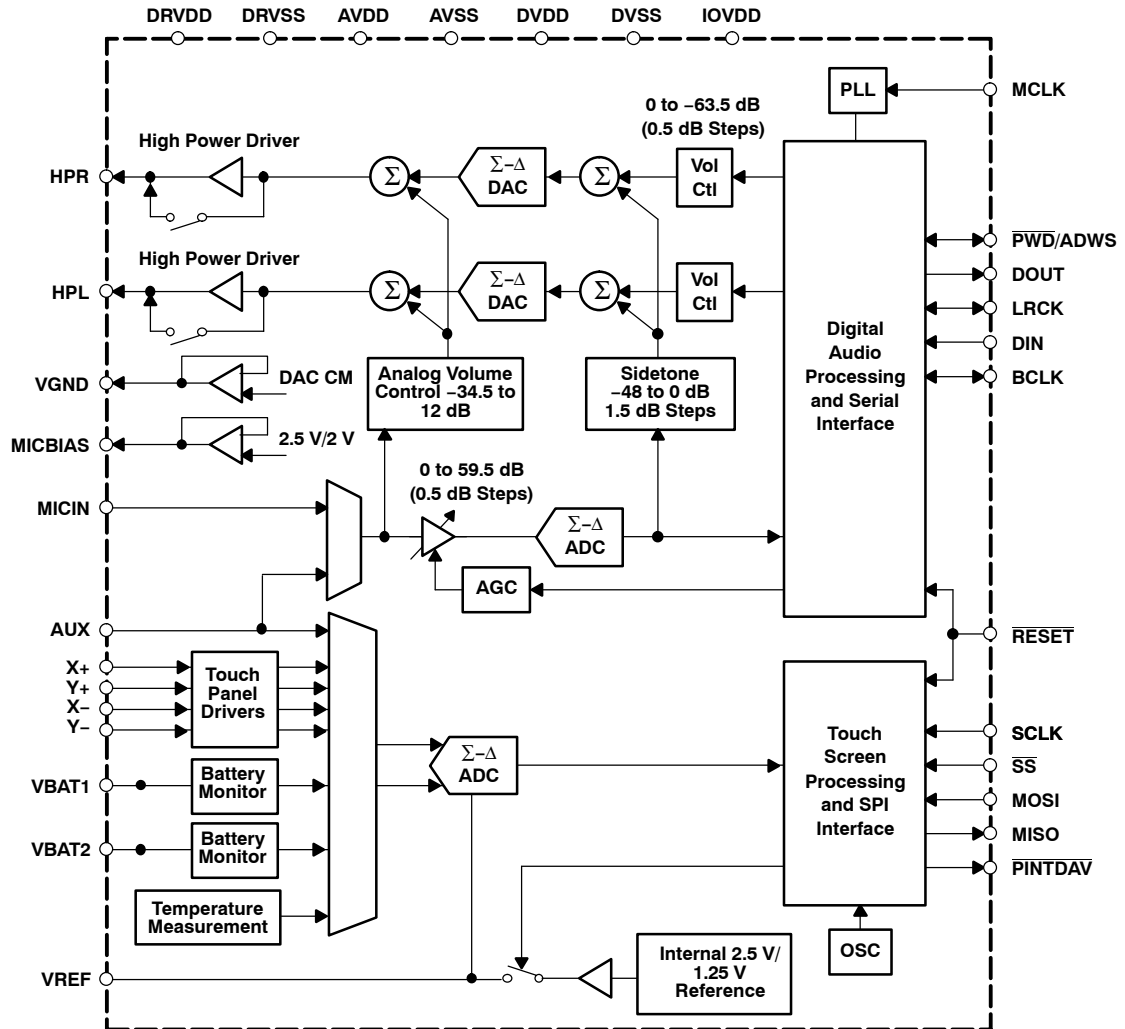 DRVDD DRVSS AVDD AVSS DVDD DVSS IOVDD
PLL
MCLK
0 to −63.5 dB
(0.5 dB Steps)
High Power Driver
HPR
Σ
Σ−Δ
DAC
Σ
Vol
Ctl
High Power Driver
HPL
Σ
Σ−Δ
DAC
Σ
Vol
Ctl
Digital
Audio
Processing
and Serial
Interface
PWD/ADWS
DOUT
LRCK
DIN
BCLK
VGND
DAC CM
Analog Volume
Control −34.5 to
12 dB
Sidetone
−48 to 0 dB
1.5 dB Steps
MICBIAS
2.5 V/2 V
0 to 59.5 dB
(0.5 dB Steps)
MICIN
Σ−Δ
ADC
AGC
AUX
RESET
X+
Y+
X−
Y−
Touch
Panel
Drivers
VBAT1
Battery
Monitor
VBAT2
Battery
Monitor
Temperature
Measurement
Σ−Δ
ADC
Touch
Screen
Processing
and SPI
Interface
SCLK
SS
MOSI
MISO
PINTDAV
OSC
VREF
Internal 2.5 V/
1.25 V
Reference